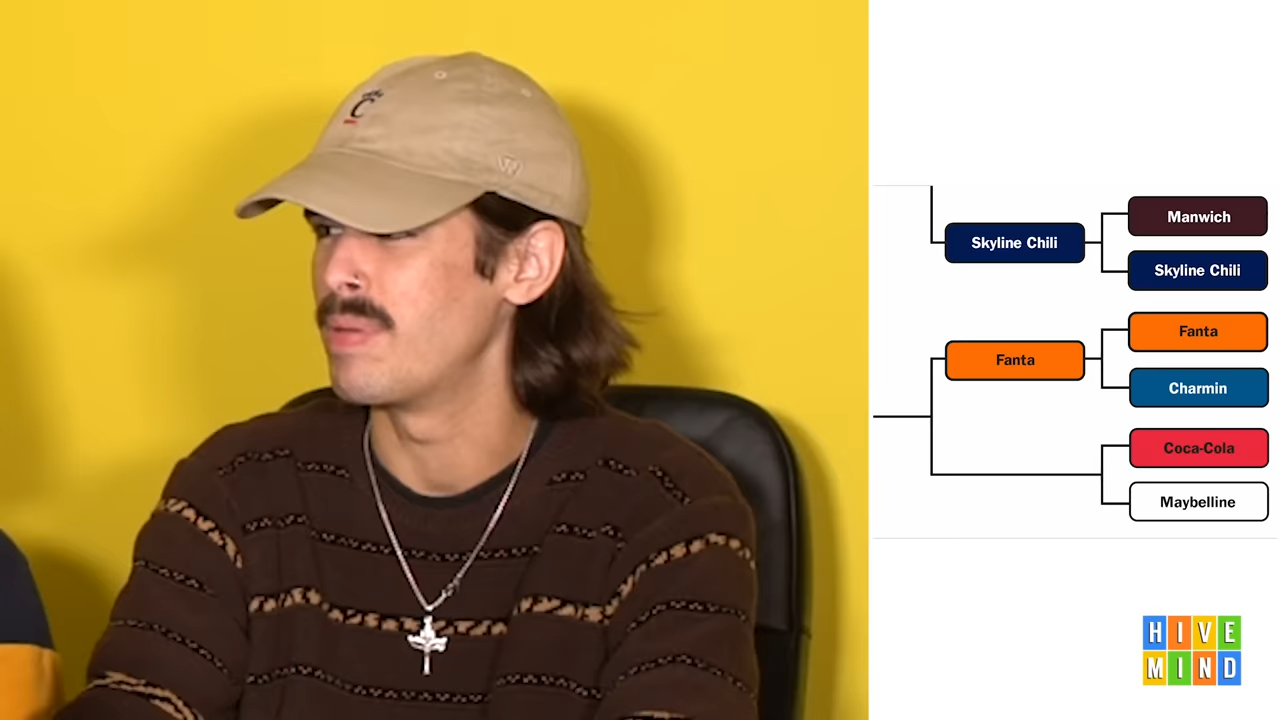 C
W
Manwich
Skyline Chili
Skyline Chili
Fanta
Fanta
Charmin
Coca-Cola
Maybelline
HIVE
MIND